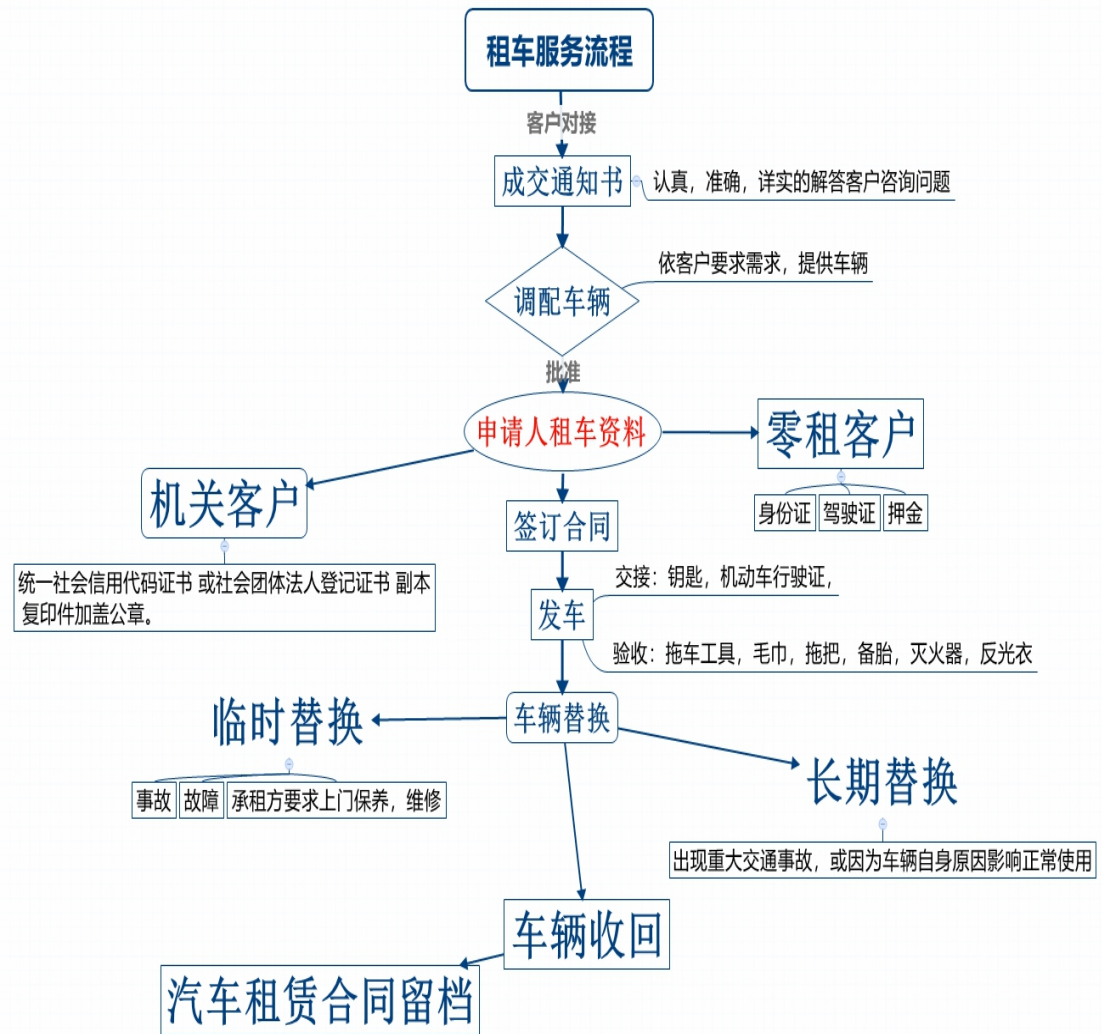 租车服务流程
客户对接
成交通知书
认真，准确，详实的解答客户咨询问题
依客户要求需求，提供车辆
调配车辆
批准
申请人租车资料
零租客户
身份证
驾驶证
押金
机关客户
统一社会信用代码证书 或社会团体法人登记证书 副本
复印件加盖公章。
签订合同
发车
交接：钥匙，机动车行驶证，
验收：拖车工具，毛巾，拖把，备胎，灭火器，反光衣
车辆替换
临时替换
事故
故障
承租方要求上门保养，维修
长期替换
出现重大交通事故，或因为车辆自身原因影响正常使用
车辆收回
汽车租赁合同留档